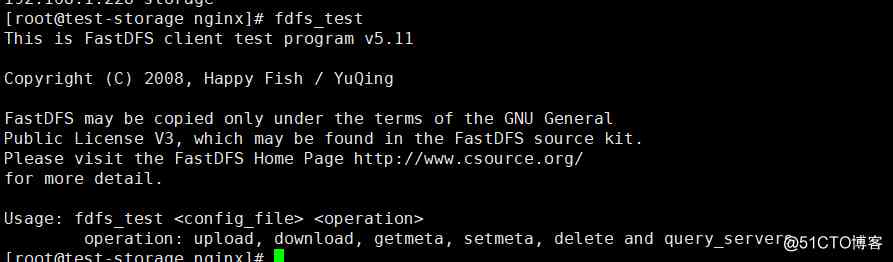 [root@test-storage nginx]# fdfs_test
This is FastDFS client test program v5.11
Copyright (C) 2008, Happy Fish / YuQing
FastDFS may be copied only under the terms of the GNU General
Public License V3, which may be found in the FastDFS source kit.
Please visit the FastDFS Home Page http://www.csource.org/
for more detail.
Usage: fdfs_test <config_file> <operation>
operation: upload, download, getmeta, setmeta, delete and query_servers
@51CTO博客
[root@test-storage nginx]#